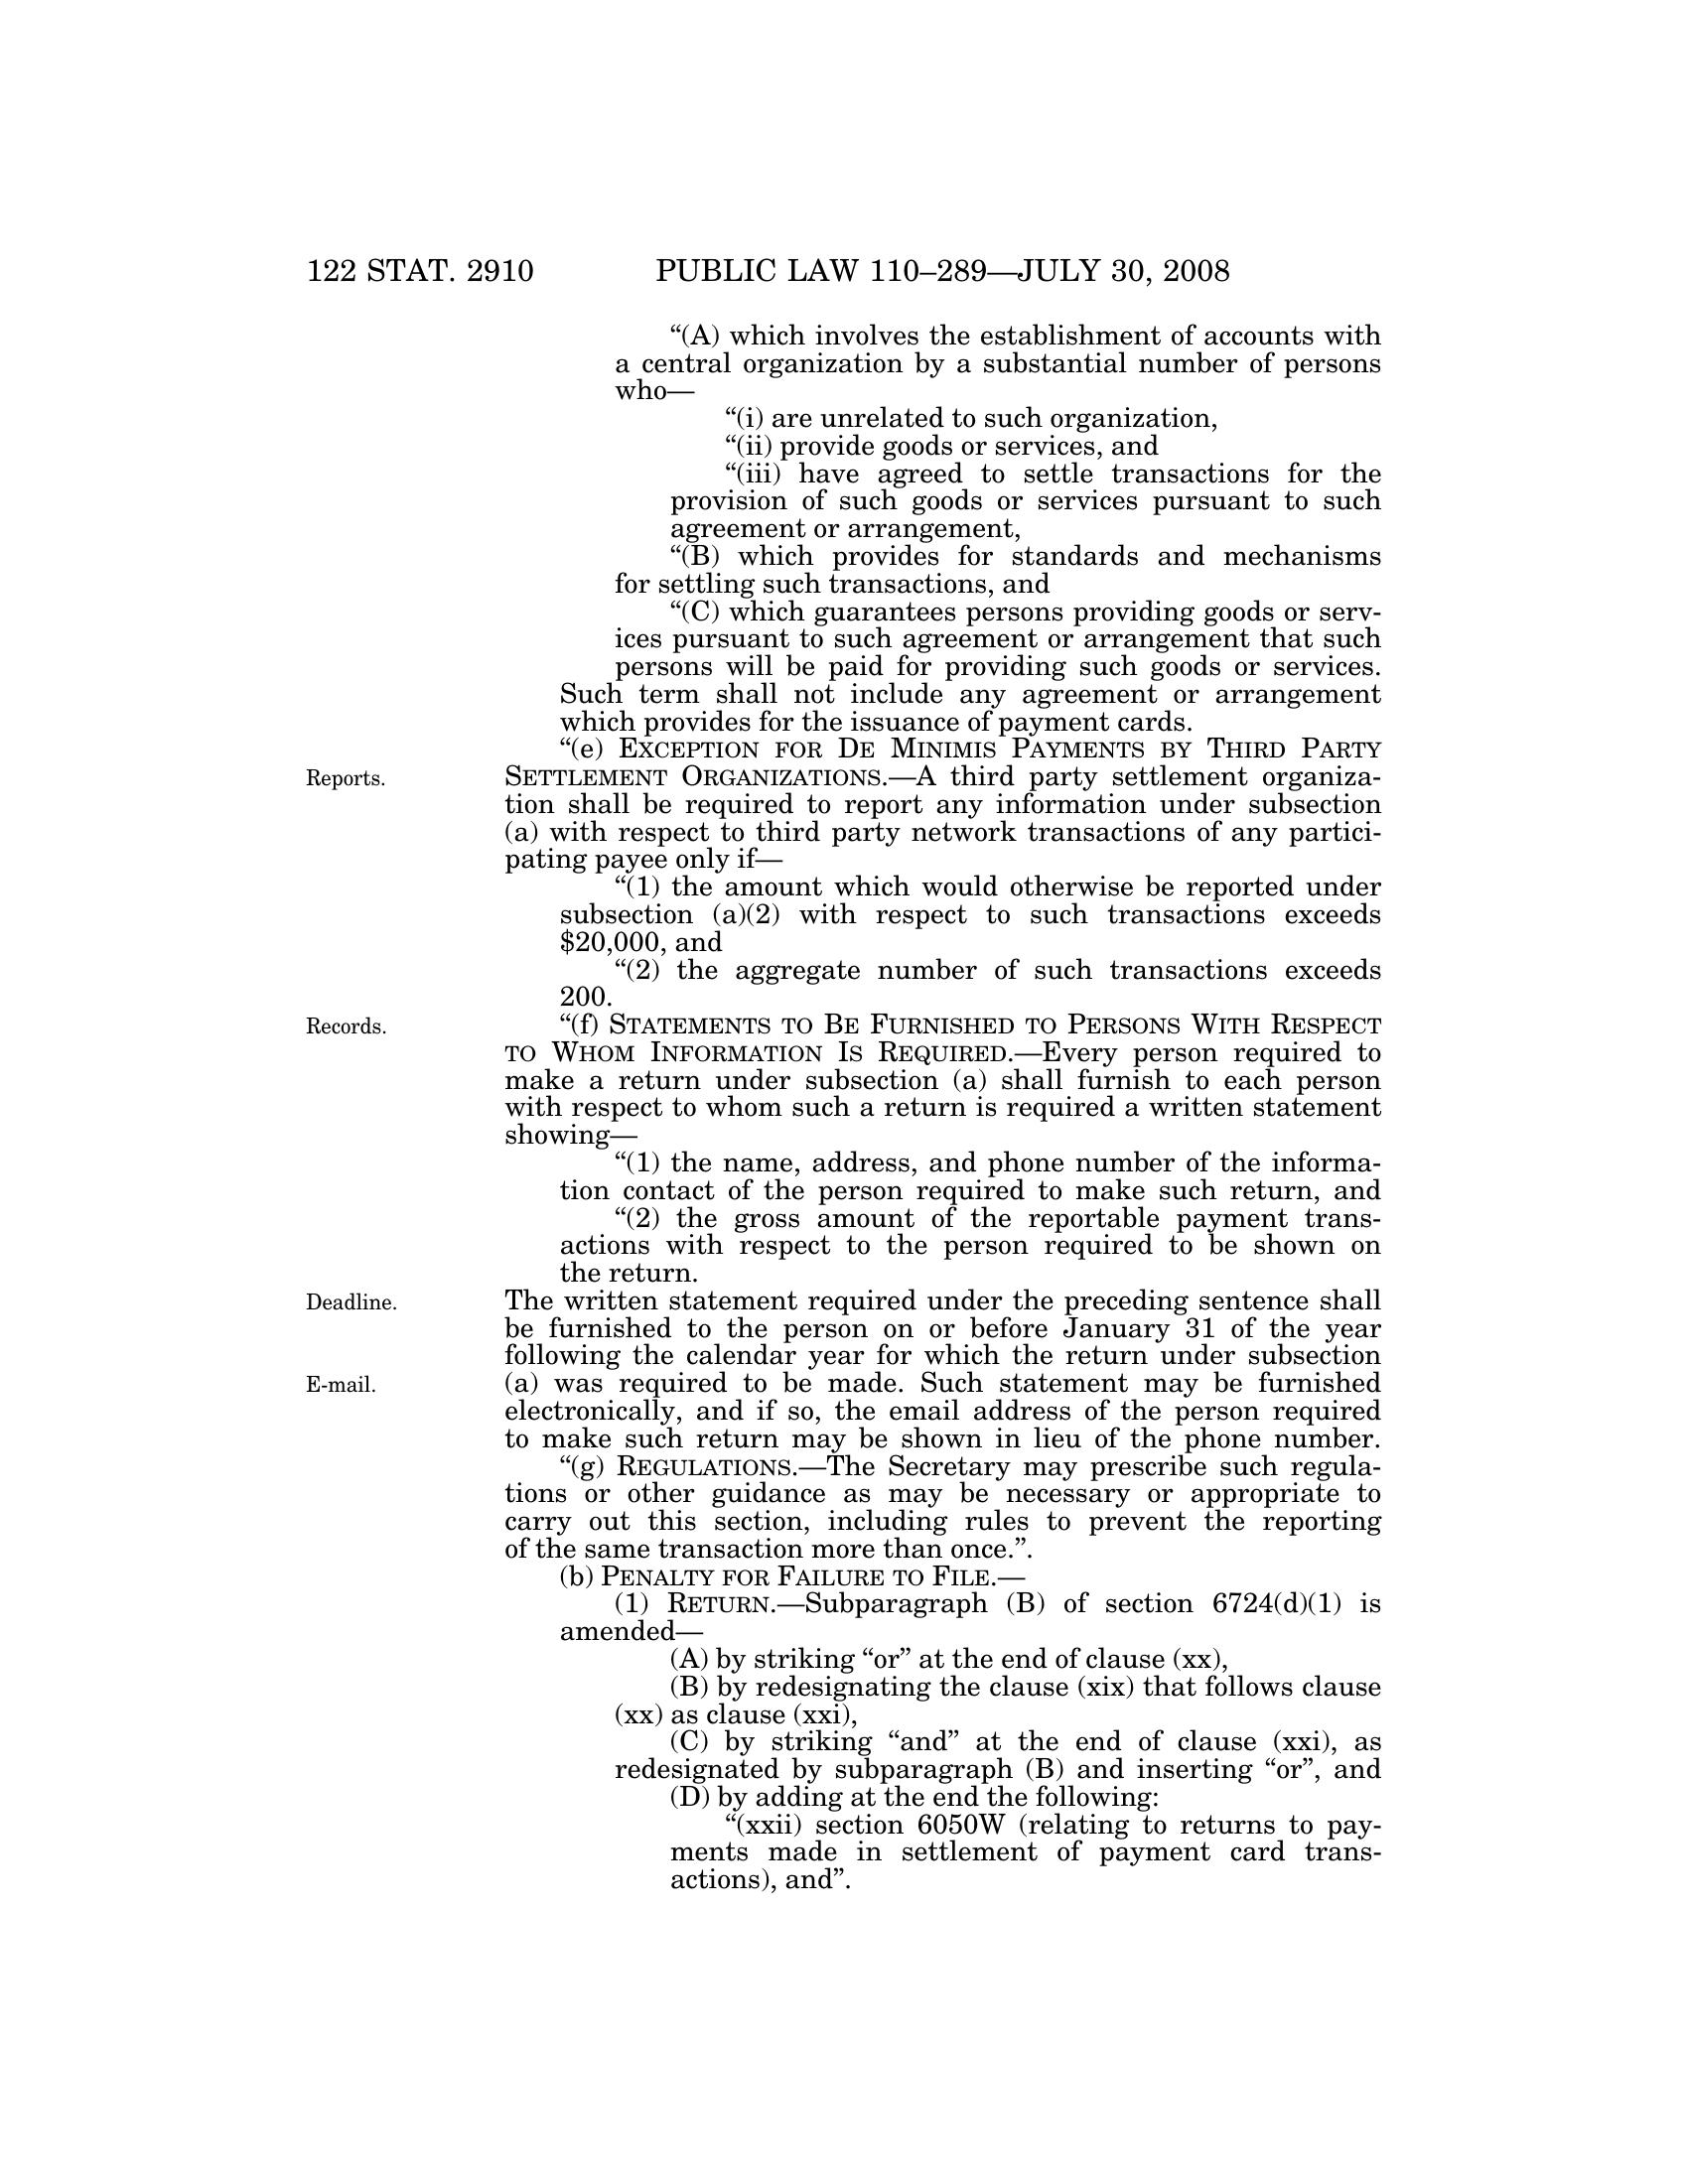 122 STAT. 2910 PUBLIC LAW 110–289—JULY 30, 2008
“(A) which involves the establishment of accounts with
a central organization by a substantial number of persons
who—
“(i) are unrelated to such organization,
“(ii) provide goods or services, and
“(iii) have agreed to settle transactions for the
provision of such goods or services pursuant to such
agreement or arrangement,
“(B) which provides for standards and mechanisms
for settling such transactions, and
“(C) which guarantees persons providing goods or serv-
ices pursuant to such agreement or arrangement that such
persons will be paid for providing such goods or services.
Such term shall not include any agreement or arrangement
which provides for the issuance of payment cards.
“(e) EXCEPTION FOR DE MINIMIS PAYMENTS BY THIRD PARTY
Reports.
SETTLEMENT ORGANIZATIONS.—A third party settlement organiza-
tion shall be required to report any information under subsection
(a) with respect to third party network transactions of any partici-
pating payee only if—
“(1) the amount which would otherwise be reported under
subsection (a)(2) with respect to such transactions exceeds
$20,000, and
“(2) the aggregate number of such transactions exceeds
200.
Records.
“(f) STATEMENTS TO BE FURNISHED TO PERSONS WITH RESPECT
TO WHOM INFORMATION IS REQUIRED.—Every person required to
make a return under subsection (a) shall furnish to each person
with respect to whom such a return is required a written statement
showing—
“(1) the name, address, and phone number of the informa-
tion contact of the person required to make such return, and
“(2) the gross amount of the reportable payment trans-
actions with respect to the person required to be shown on
the return.
Deadline.
The written statement required under the preceding sentence shall
be furnished to the person on or before January 31 of the year
following the calendar year for which the return under subsection
E-mail.
(a) was required to be made. Such statement may be furnished
electronically, and if so, the email address of the person required
to make such return may be shown in lieu of the phone number.
“(g) REGULATIONS.—The Secretary may prescribe such regula-
tions or other guidance as may be necessary or appropriate to
carry out this section, including rules to prevent the reporting
of the same transaction more than once.”.
(b) PENALTY FOR FAILURE TO FILE.—
(1) RETURN.—Subparagraph (B) of section 6724(d)(1) is
amended—
(A) by striking “or” at the end of clause (xx),
(B) by redesignating the clause (xix) that follows clause
(xx) as clause (xxi),
(C) by striking “and” at the end of clause (xxi), as
redesignated by subparagraph (B) and inserting “or”, and
(D) by adding at the end the following:
“(xxii) section 6050W (relating to returns to pay-
ments made in settlement of payment card trans-
actions), and”.